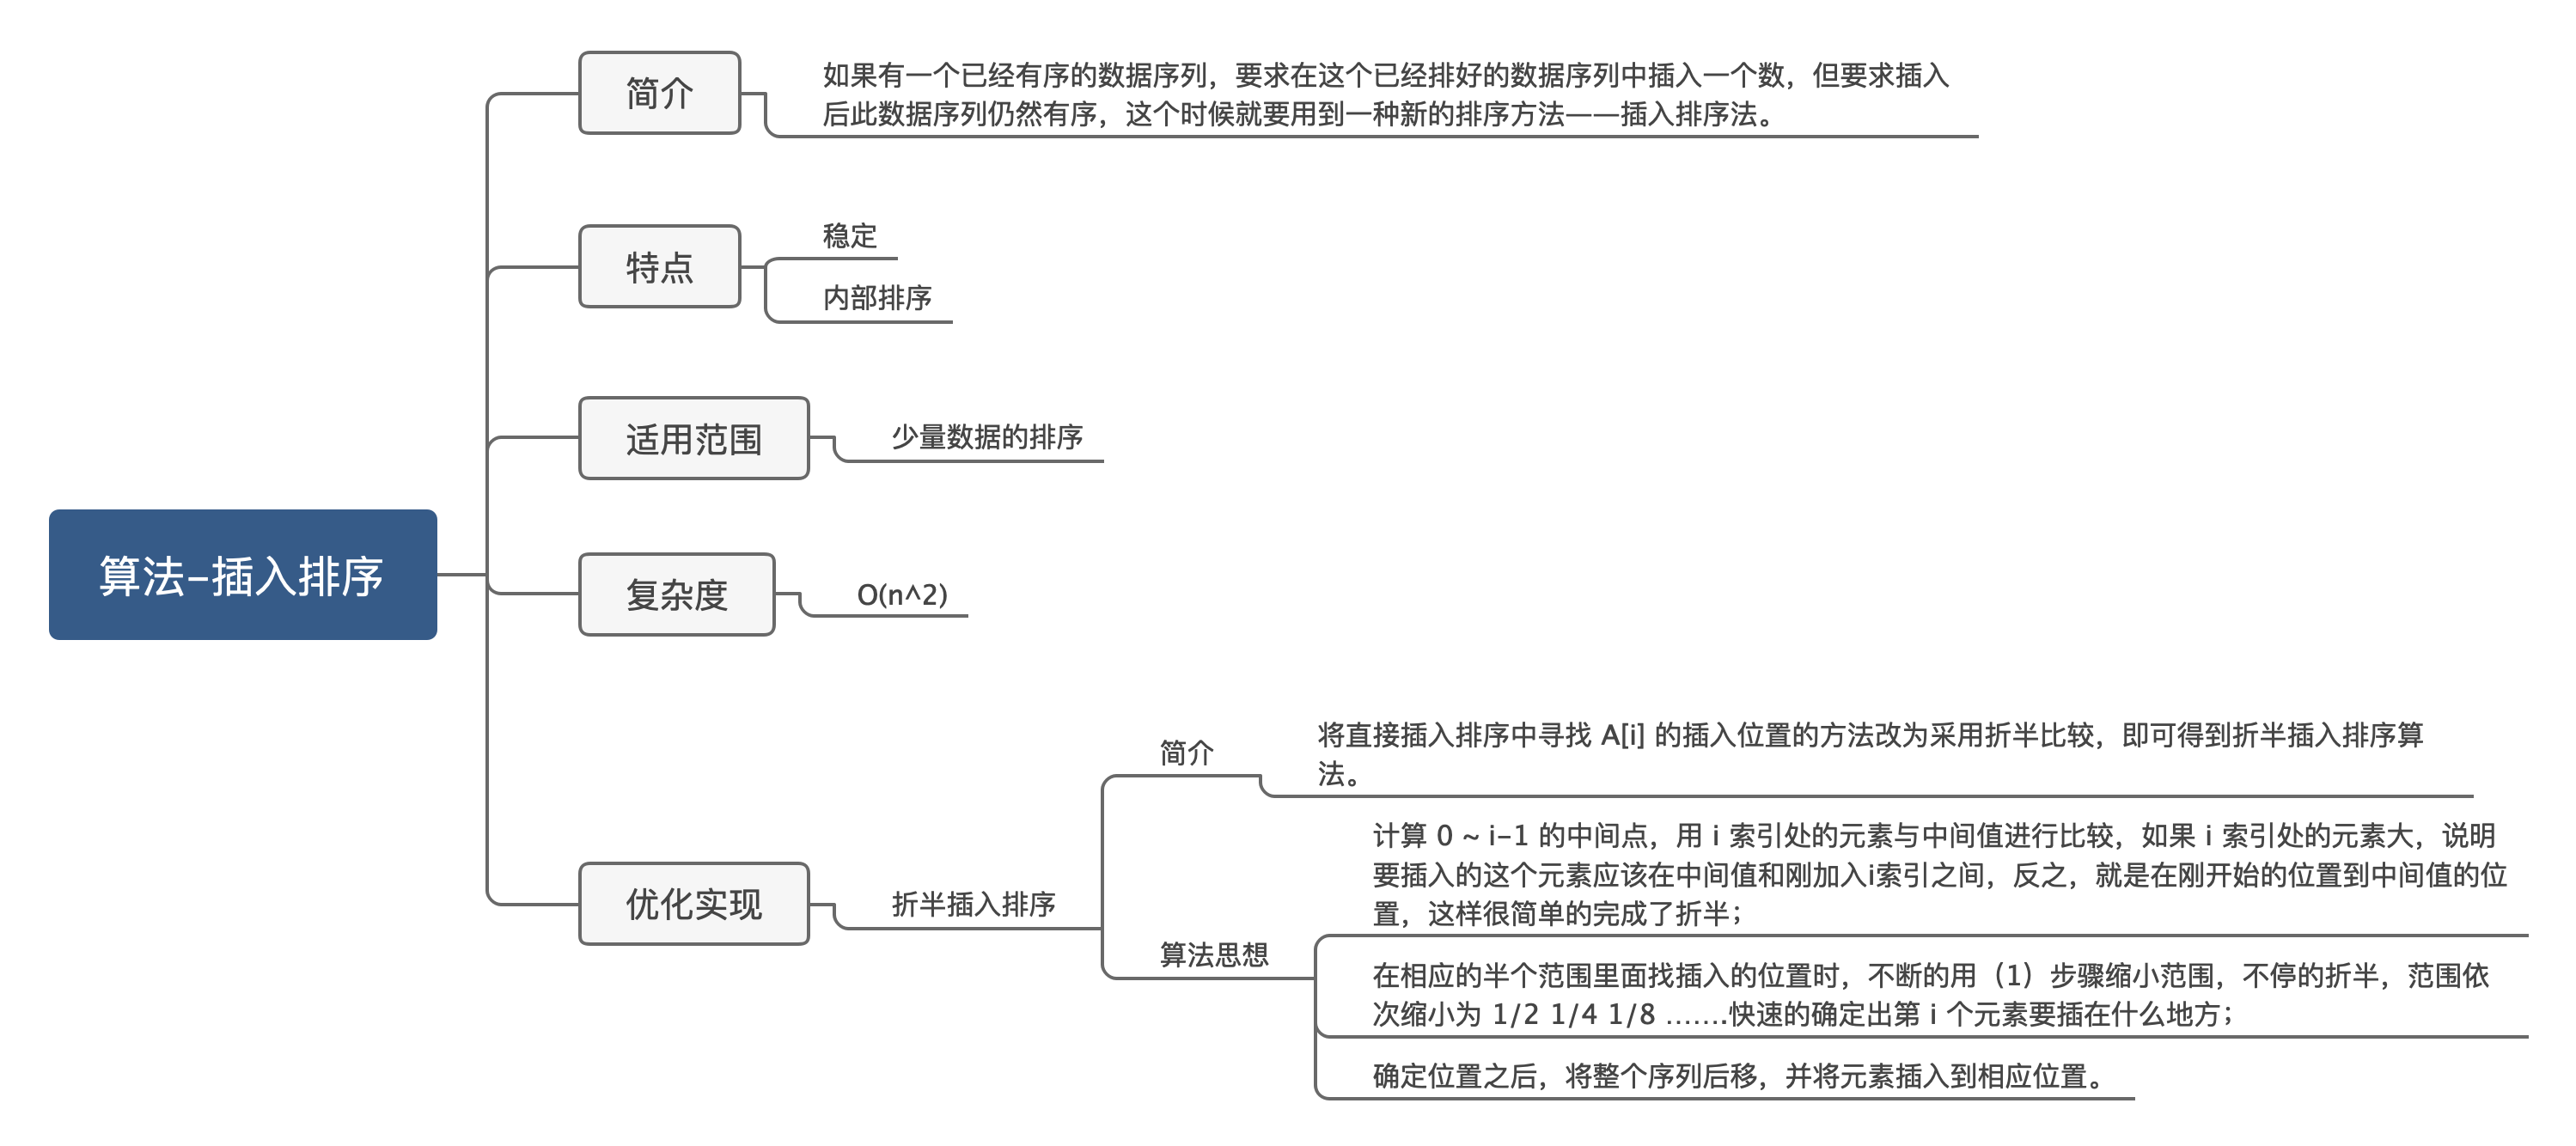 算法-插入排序
简介
如果有一个已经有序的数据序列，要求在这个已经排好的数据序列中插入一个数，但要求插入
后此数据序列仍然有序，这个时候就要用到一种新的排序方法——插入排序法。
特点
稳定
内部排序
适用范围
少量数据的排序
复杂度
O(n^2)
优化实现
折半插入排序
简介
将直接插入排序中寻找 A[i] 的插入位置的方法改为采用折半比较，即可得到折半插入排序算
法。
算法思想
计算 0 ~ i-1 的中间点，用 i 索引处的元素与中间值进行比较，如果 i 索引处的元素大，说明
要插入的这个元素应该在中间值和刚加入i索引之间，反之，就是在刚开始的位置到中间值的位
置，这样很简单的完成了折半；
在相应的半个范围里面找插入的位置时，不断的用（1）步骤缩小范围，不停的折半，范围依
次缩小为 1/2 1/4 1/8 .......快速的确定出第 i 个元素要插在什么地方；
确定位置之后，将整个序列后移，并将元素插入到相应位置。